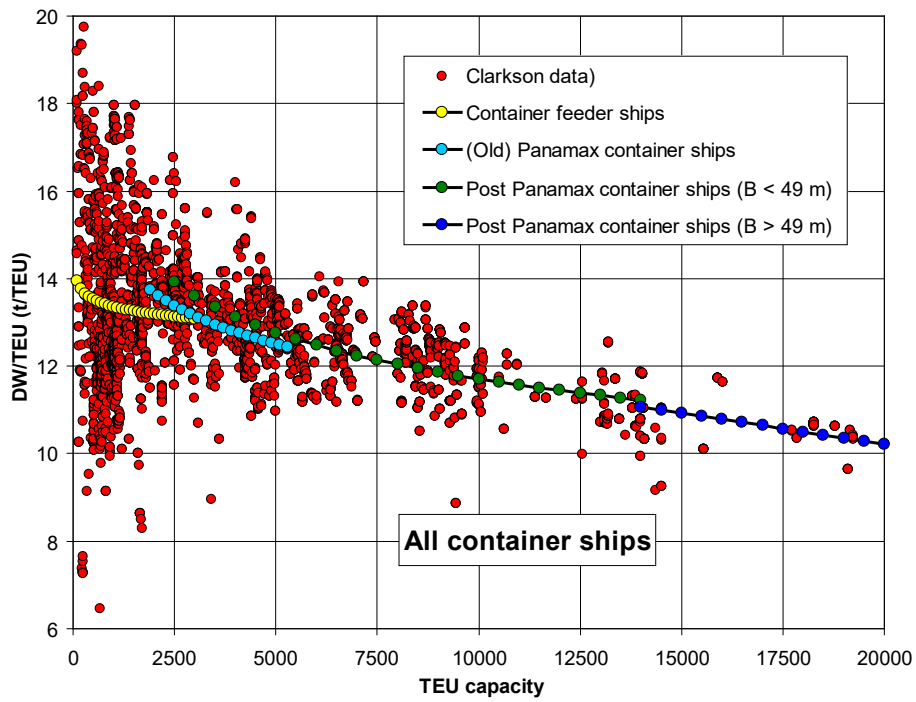 20
18
16
14
12
10
8
6
DW/TEU (t/TEU)
Clarkson data)
Container feeder ships
(Old) Panamax container ships
Post Panamax container ships (B < 49 m)
Post Panamax container ships (B > 49 m)
All container ships
0 2500 5000 7500 10000 12500 15000 17500 20000
TEU capacity